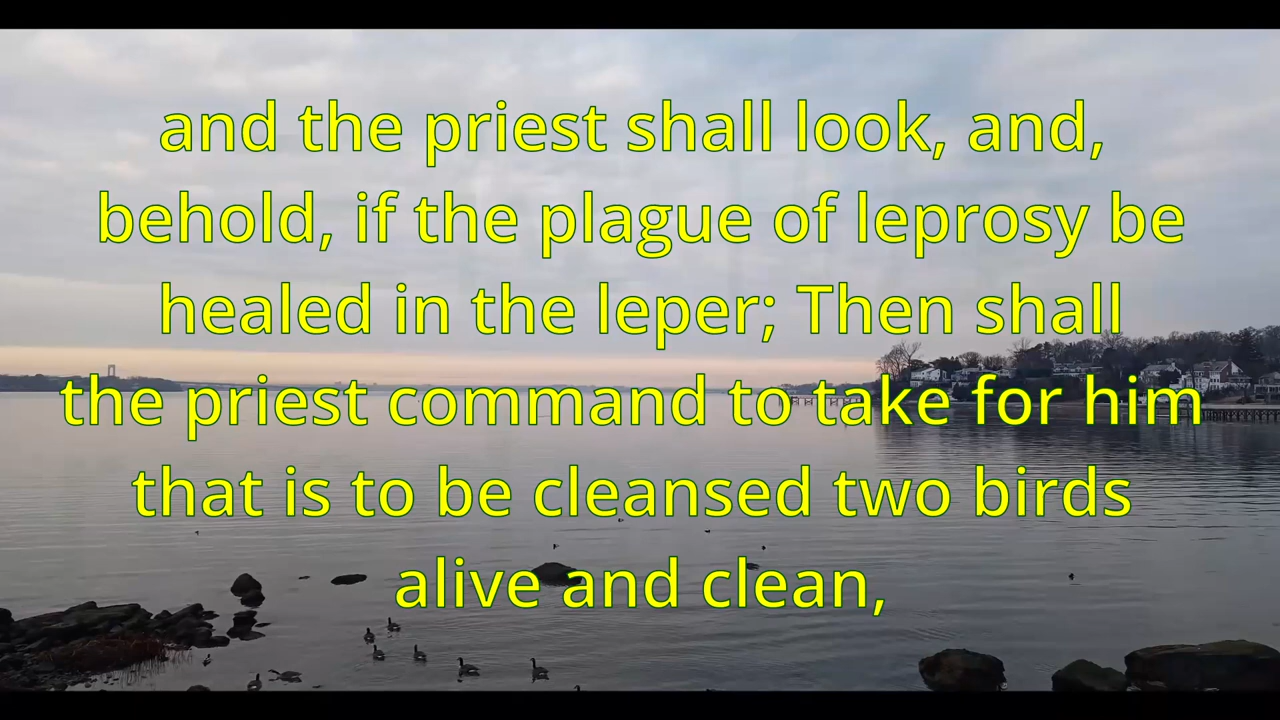 and the priest shall look, and,
behold, if the plague of leprosy be
healed in the leper; Then shall
the priest command to take for him
that is to be cleansed two birds
alive and clean,